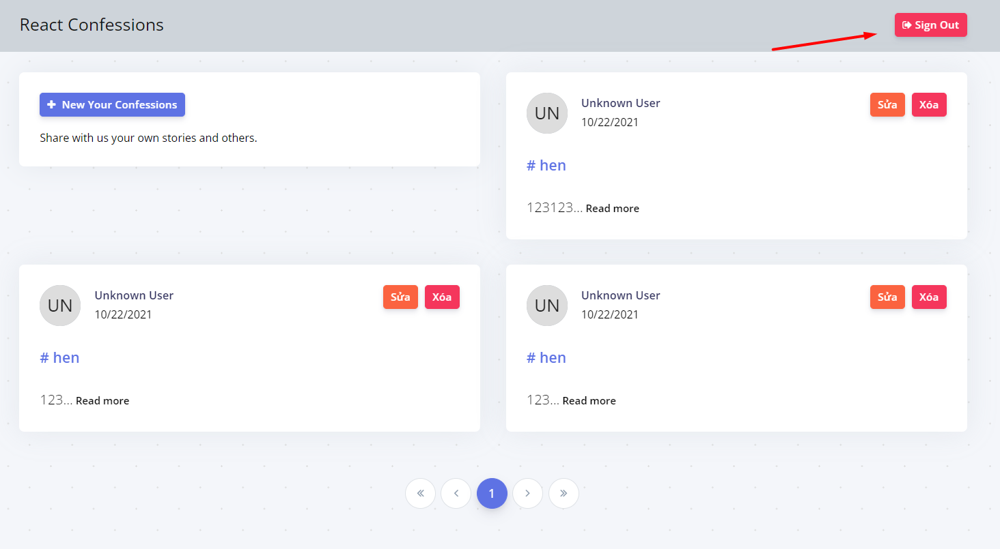 React Confessions
Sign Out
New Your Confessions
Share with us your own stories and others.
UN
Unknown User
10/22/2021
Sửa
Xóa
# hen
123123... Read more
UN
Unknown User
10/22/2021
Sửa
Xóa
# hen
123... Read more
UN
Unknown User
10/22/2021
Sửa
Xóa
# hen
123... Read more
« ‹ 1 › »